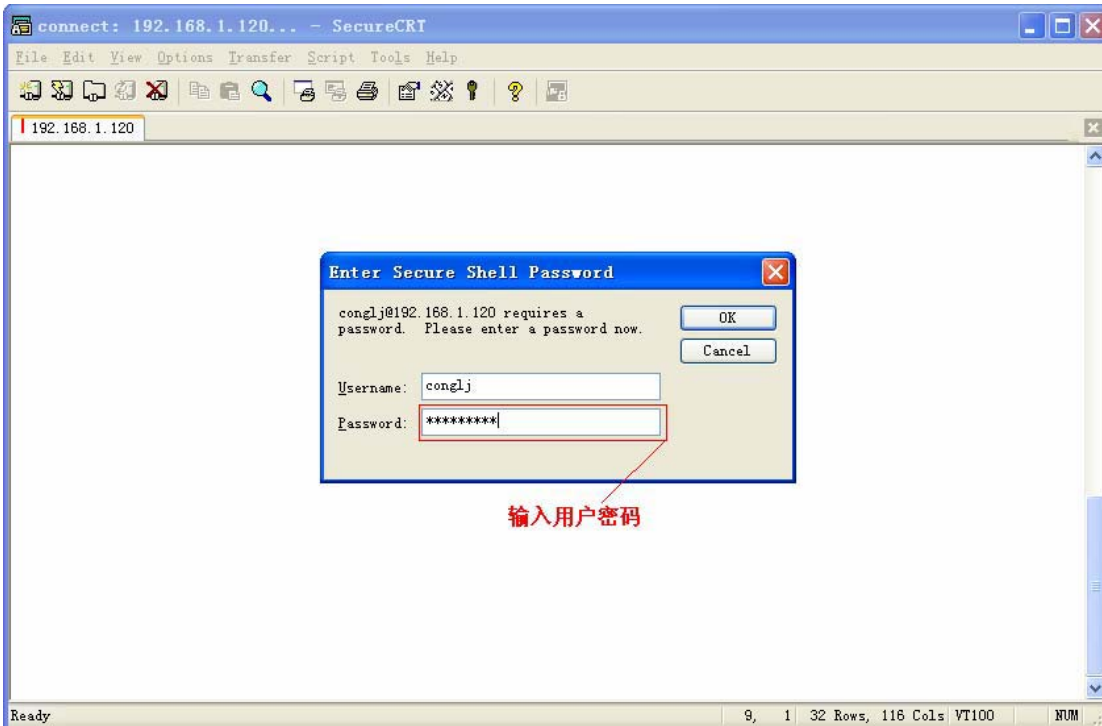 connect: 192.168.1.120... - SecureCRT
File Edit View Options Transfer Script Tools Help
192.168.1.120
Enter Secure Shell Password
conglj@192.168.1.120 requires a
password. Please enter a password now.
OK
Cancel
Username: conglj
Password: *********
输入用户密码
Ready 9, 1 32 Rows, 116 Cols VT100 NUM